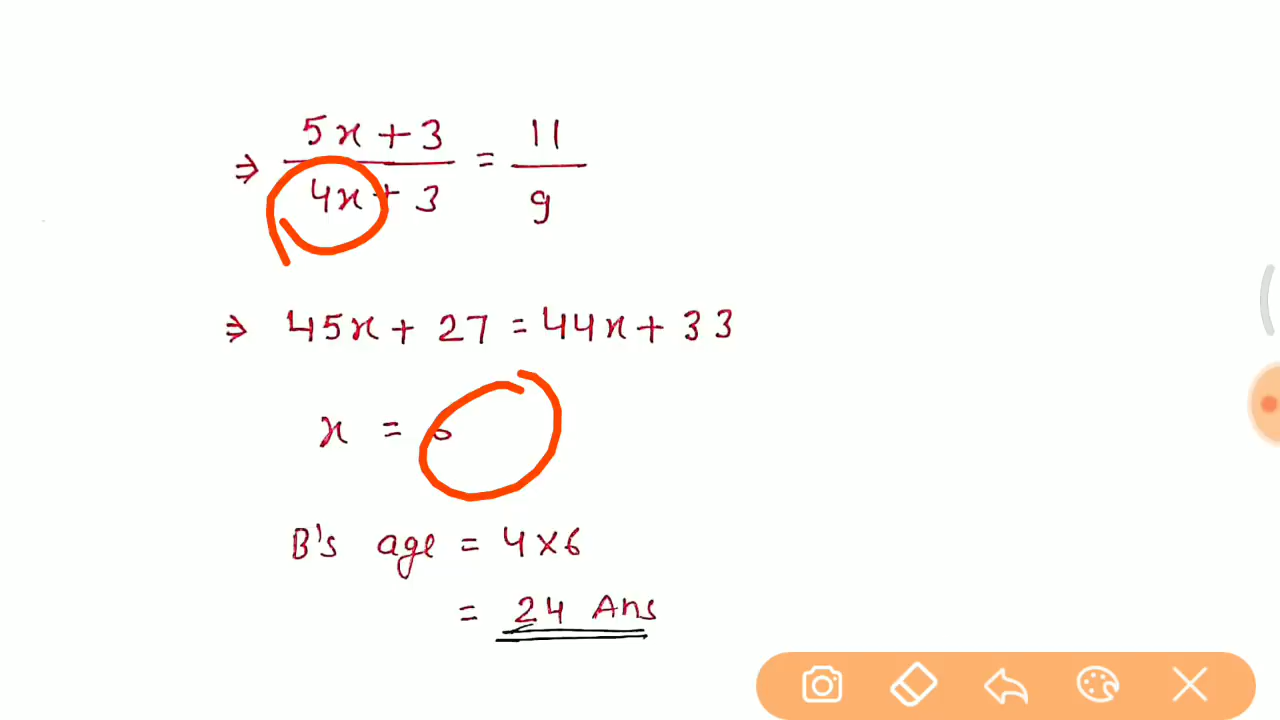 ⇒ 5x + 3 / 4x + 3 = 11 / 9
⇒ 45x + 27 = 44x + 33
x = 6
B's age = 4 × 6
= 24 Ans